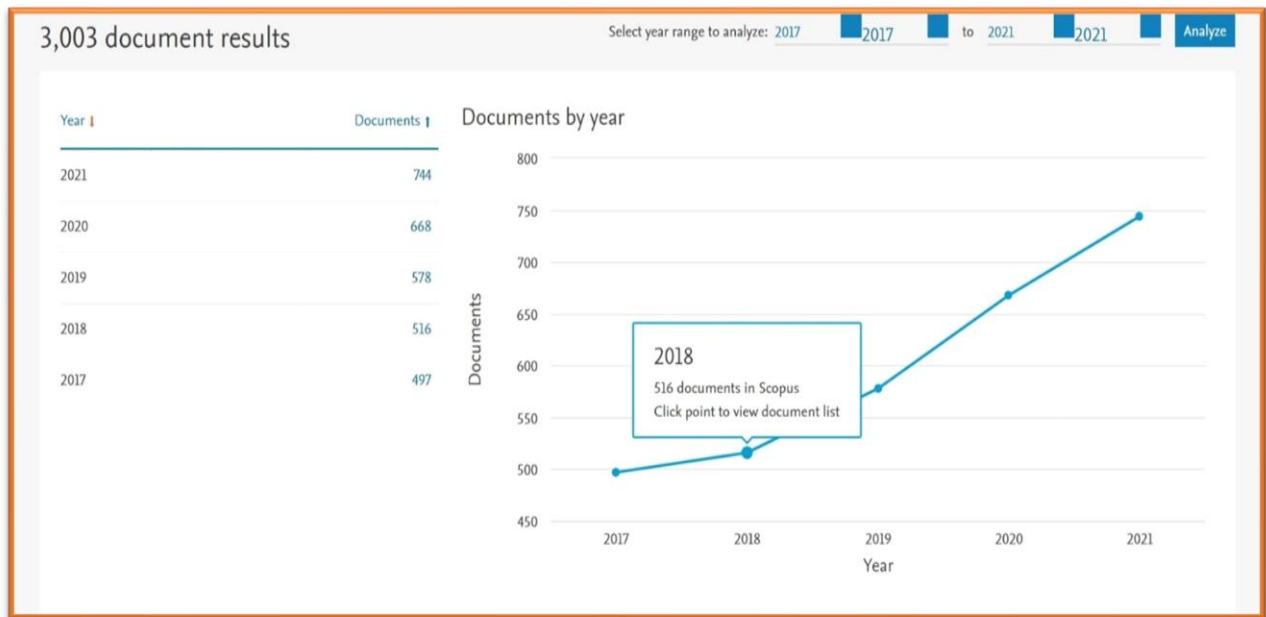 3,003 document results
Select year range to analyze: 2017 2017 to 2021 2021 Analyze
Year Documents
2021 744
2020 668
2019 578
2018 516
2017 497
Documents by year
800
750
700
650
600
550
500
450
Documents
2018
516 documents in Scopus
Click point to view document list
2017 2018 2019 2020 2021
Year